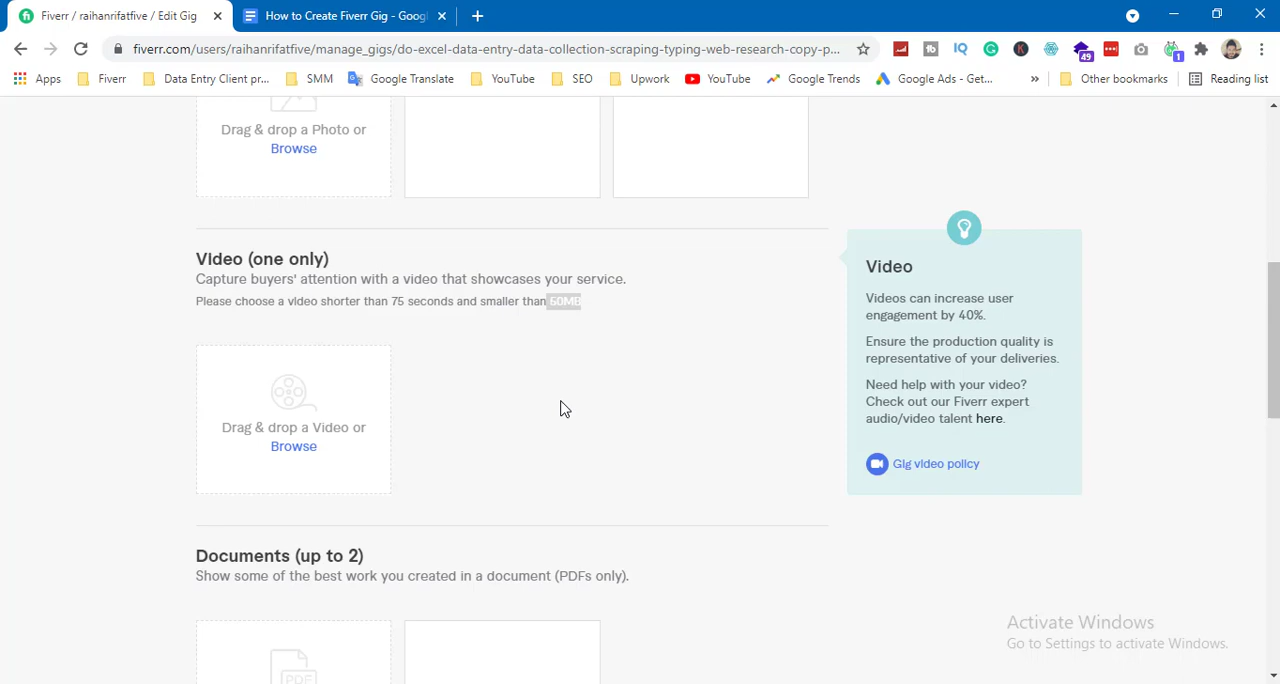 Fiverr / raihanrifatfive / Edit Gig
How to Create Fiverr Gig - Goog
fiverr.com/users/raihanrifatfive/manage_gigs/do-excel-data-entry-data-collection-scraping-typing-web-research-copy-p...
IQ
49
1
Apps
Fiverr
Data Entry Client pr...
SMM
Google Translate
YouTube
SEO
Upwork
YouTube
Google Trends
Google Ads - Get...
»
Other bookmarks
Reading list
Drag & drop a Photo or
Browse
Video (one only)
Capture buyers' attention with a video that showcases your service.
Please choose a video shorter than 75 seconds and smaller than 50MB
Drag & drop a Video or
Browse
Video
Videos can increase user
engagement by 40%.
Ensure the production quality is
representative of your deliveries.
Need help with your video?
Check out our Fiverr expert
audio/video talent here.
Gig video policy
Documents (up to 2)
Show some of the best work you created in a document (PDFs only).
PDF
Activate Windows
Go to Settings to activate Windows.